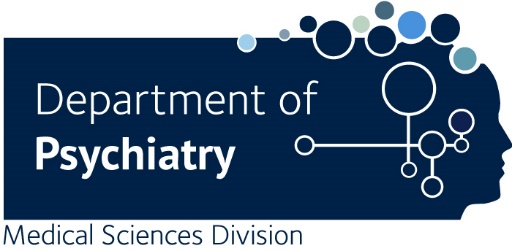 Department of
Psychiatry
Medical Sciences Division